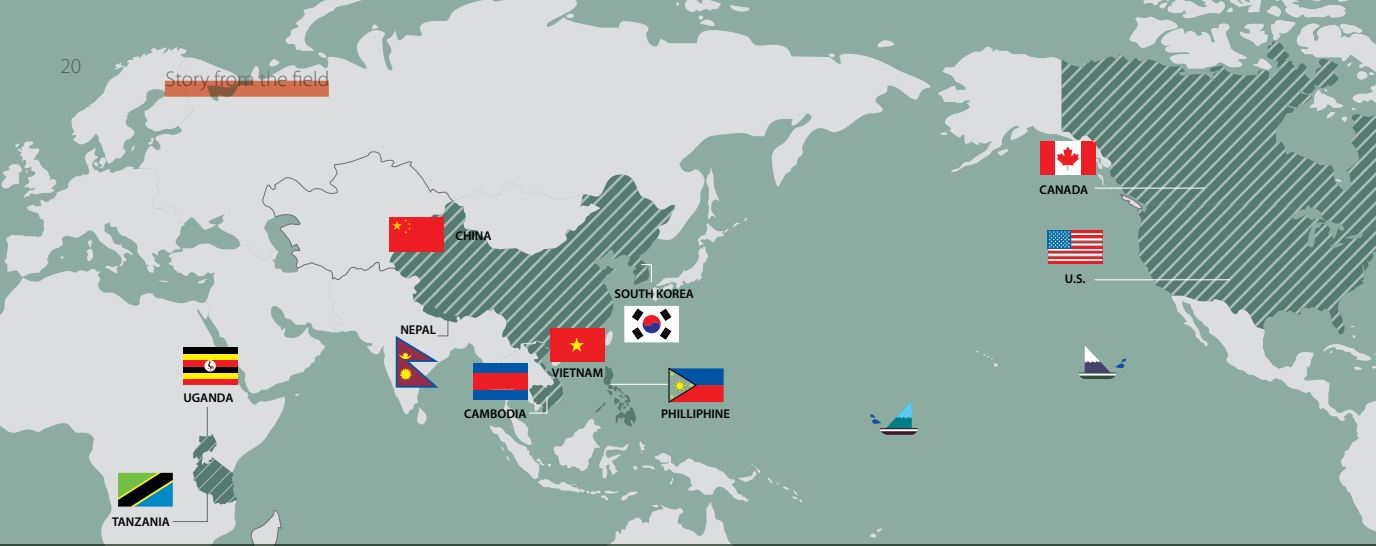 20
Story from the field
CANADA
CHINA
U.S.
SOUTH KOREA
NEPAL
VIETNAM
UGANDA
CAMBODIA
PHILLIPHINE
TANZANIA